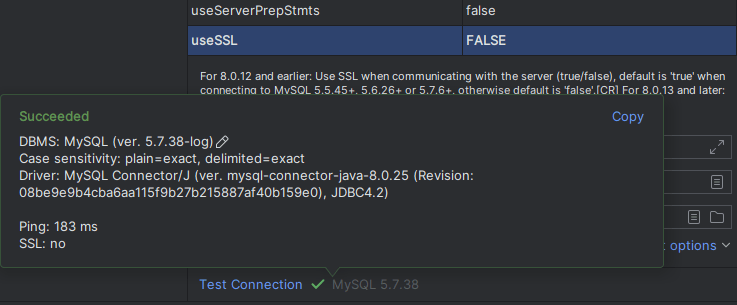 useServerPrepStmts false
useSSL FALSE
For 8.0.12 and earlier: Use SSL when communicating with the server (true/false), default is 'true' when
connecting to MySQL 5.5.45+, 5.6.26+ or 5.7.6+, otherwise default is 'false'.[CR] For 8.0.13 and later:
Succeeded Copy
DBMS: MySQL (ver. 5.7.38-log)
Case sensitivity: plain=exact, delimited=exact
Driver: MySQL Connector/J (ver. mysql-connector-java-8.0.25 (Revision:
08be9e9b4cba6aa115f9b27b215887af40b159e0), JDBC4.2)
Ping: 183 ms
SSL: no
options
Test Connection MySQL 5.7.38